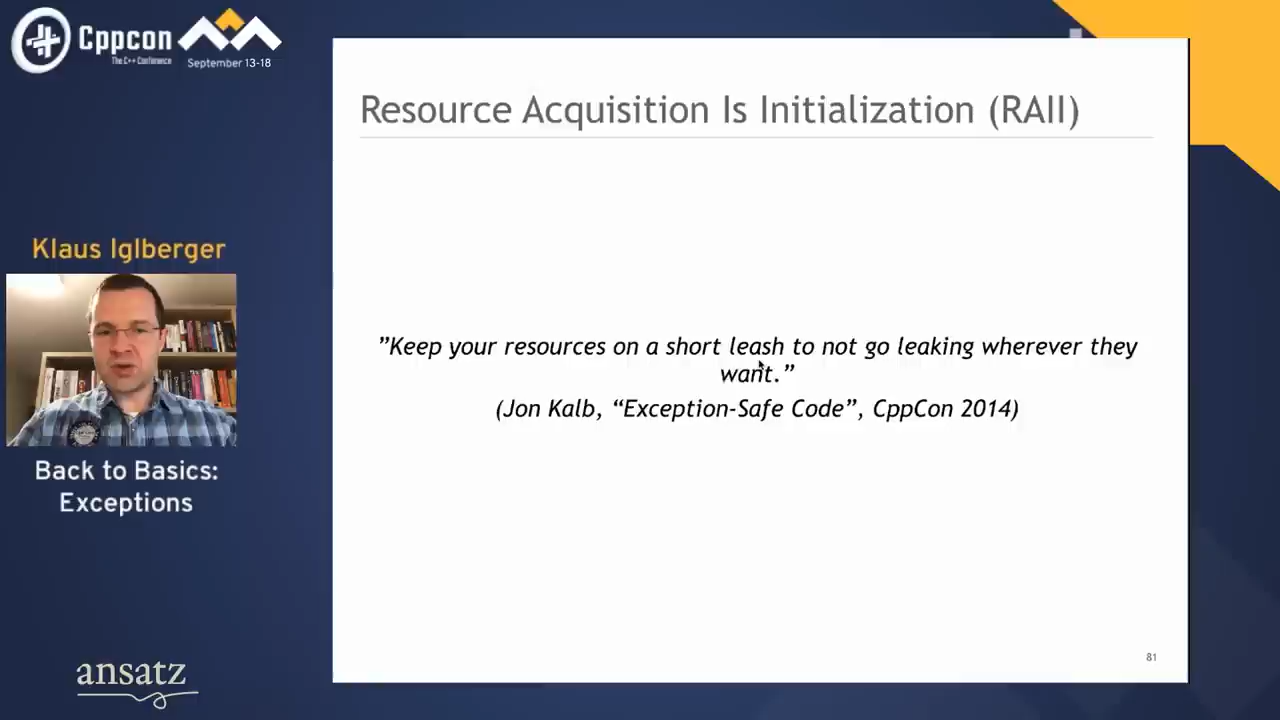 Cppcon
The C++ Conference
September 13-18
Resource Acquisition Is Initialization (RAII)
Klaus Iglberger
”Keep your resources on a short leash to not go leaking wherever they
want.”
(Jon Kalb, “Exception-Safe Code”, CppCon 2014)
Back to Basics:
Exceptions
ansatz
81